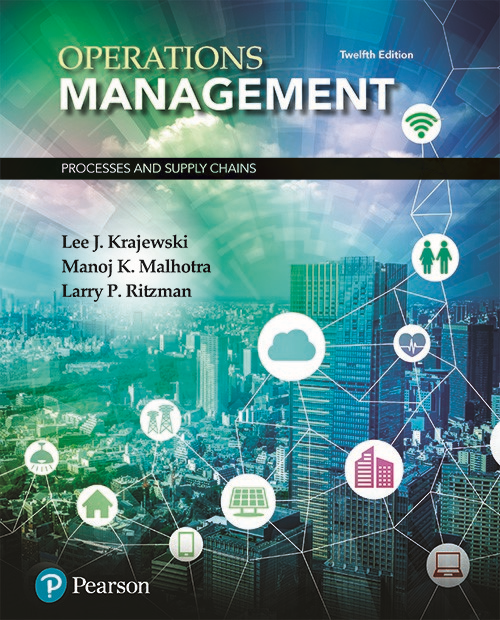 OPERATIONS
Twelfth Edition
MANAGEMENT
PROCESSES AND SUPPLY CHAINS
Lee J. Krajewski
Manoj K. Malhotra
Larry P. Ritzman
P Pearson